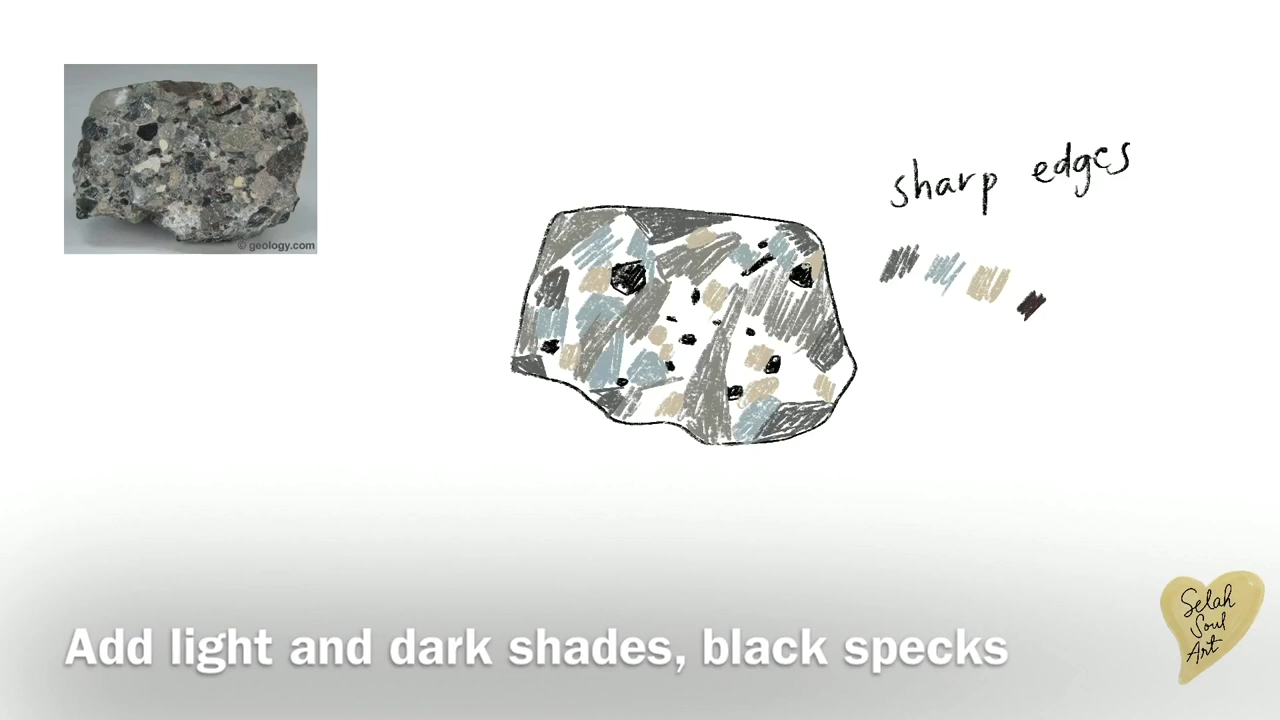 © geology.com
sharp edges
Add light and dark shades, black specks
Selah
Soul
Art